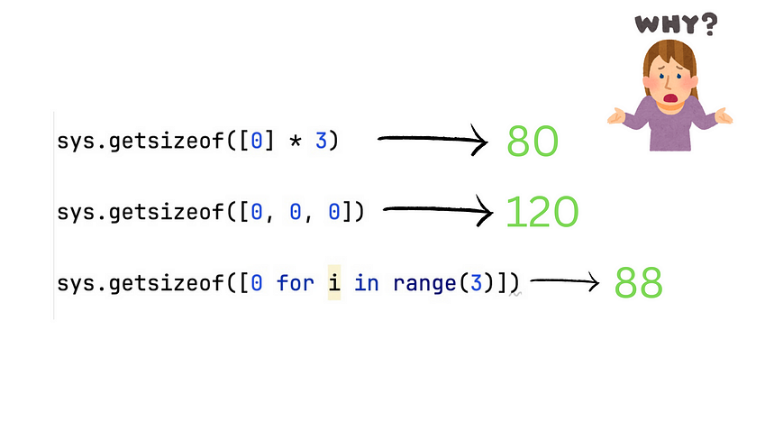 WHY?
sys.getsizeof([0] * 3) 80
sys.getsizeof([0, 0, 0]) 120
sys.getsizeof([0 for i in range(3)]) 88